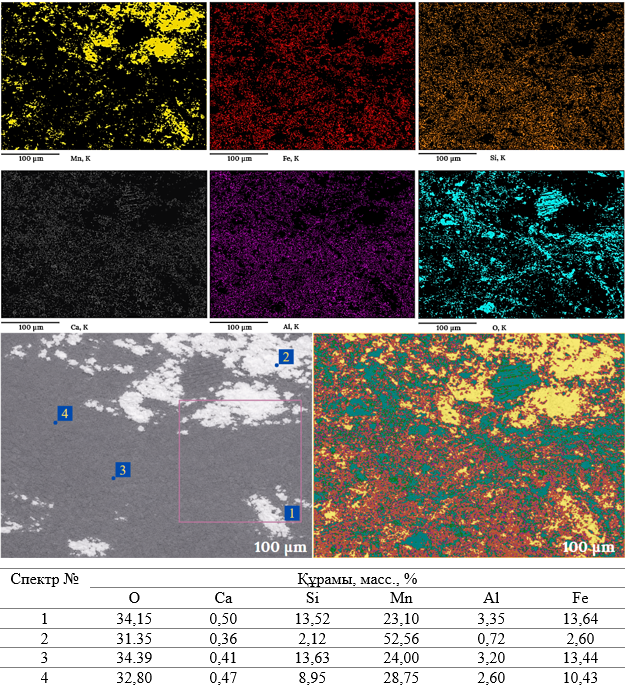 100 µm Mn, K 100 µm Fe, K 100 µm Si, K
100 µm Ca, K 100 µm Al, K 100 µm O, K
2
4
3
1
100 µm 100 µm
Спектр № Құрамы, масс., %
O Ca Si Mn Al Fe
1 34,15 0,50 13,52 23,10 3,35 13,64
2 31.35 0,36 2,12 52,56 0,72 2,60
3 34.39 0,41 13,63 24,00 3,20 13,44
4 32,80 0,47 8,95 28,75 2,60 10,43